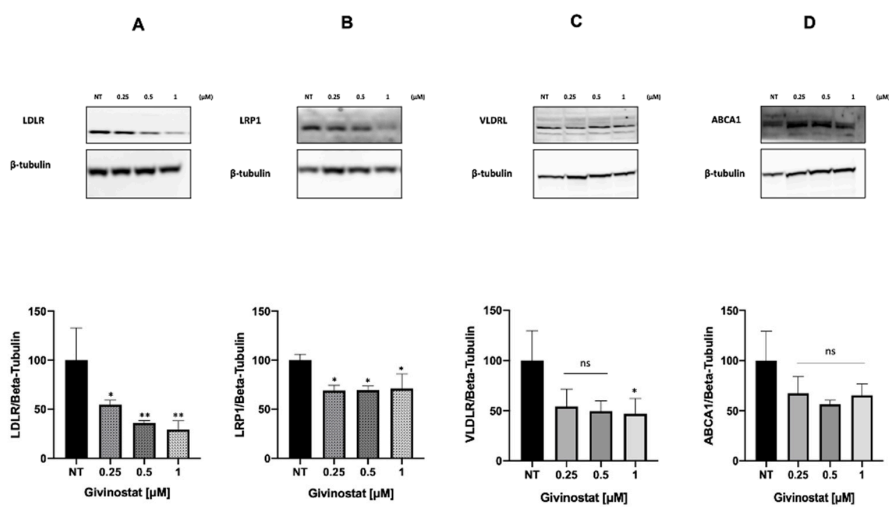 A
B
C
D
NT 0.25 0.5 1 (μM)
LDLR
β-tubulin
NT 0.25 0.5 1 (μM)
LRP1
β-tubulin
NT 0.25 0.5 1 (μM)
VLDRL
β-tubulin
NT 0.25 0.5 1 (μM)
ABCA1
β-tubulin
LDLR/Beta-Tubulin
150
100
50
0
*
**
**
NT 0.25 0.5 1
Givinostat [μM]
LRP1/Beta-Tubulin
150
100
50
0
*
*
*
NT 0.25 0.5 1
Givinostat [μM]
VLDLR/Beta-Tubulin
150
100
50
0
ns
*
NT 0.25 0.5 1
Givinostat [μM]
ABCA1/Beta-Tubulin
150
100
50
0
ns
NT 0.25 0.5 1
Givinostat [μM]